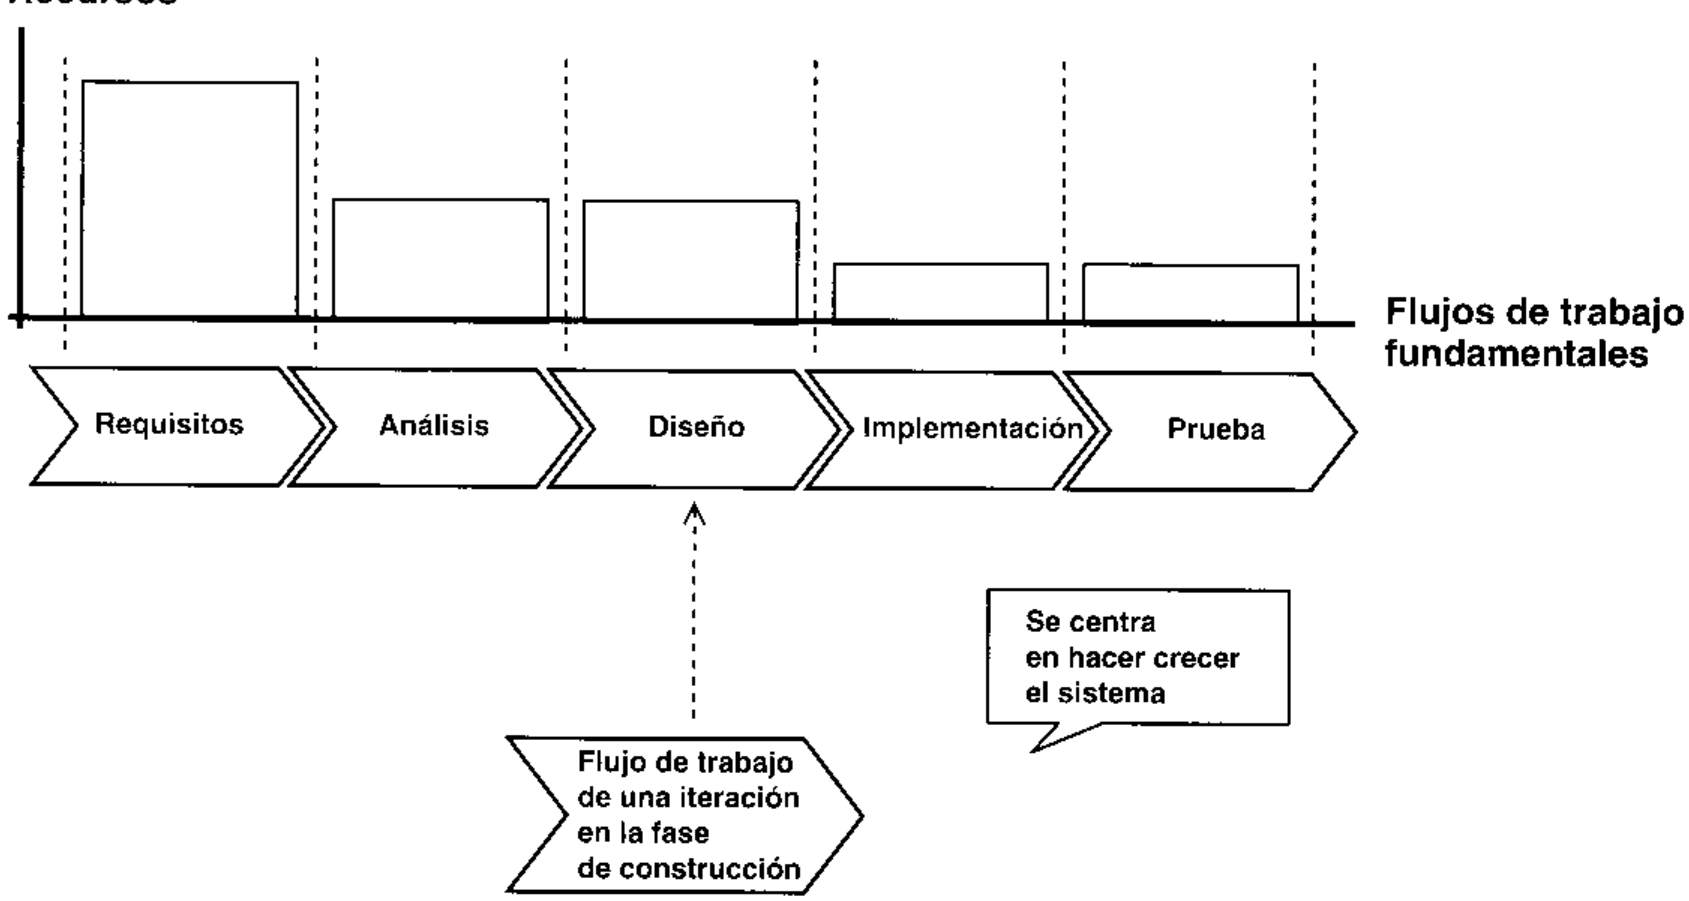 Flujos de trabajo
fundamentales
Requisitos
Análisis
Diseño
Implementación
Prueba
Se centra
en hacer crecer
el sistema
Flujo de trabajo
de una iteración
en la fase
de construcción